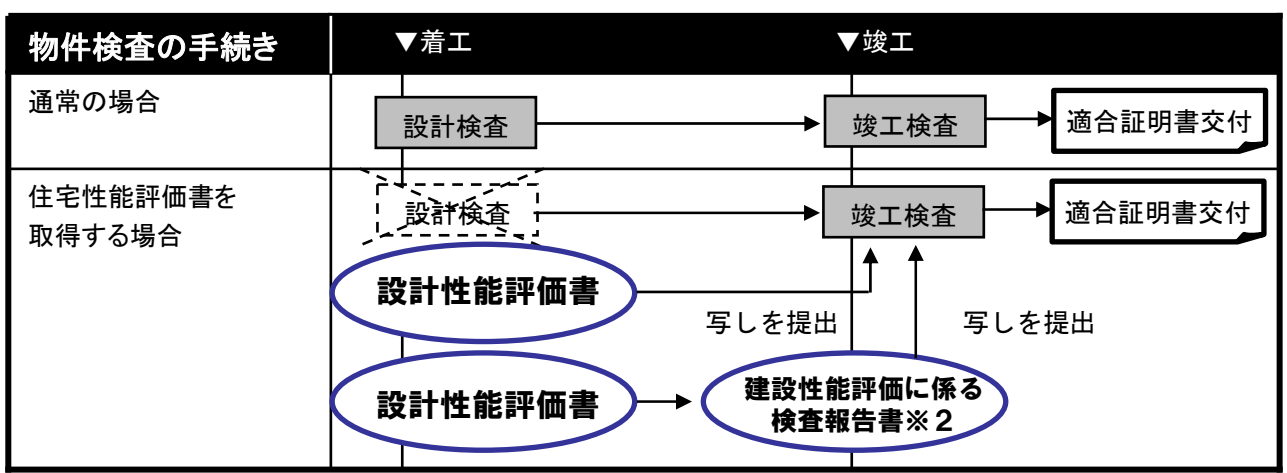 物件検査の手続き
▼着工
▼竣工
通常の場合
設計検査
竣工検査
適合証明書交付
住宅性能評価書を
取得する場合
設計検査
竣工検査
適合証明書交付
設計性能評価書
写しを提出
写しを提出
設計性能評価書
建設性能評価に係る
検査報告書※２